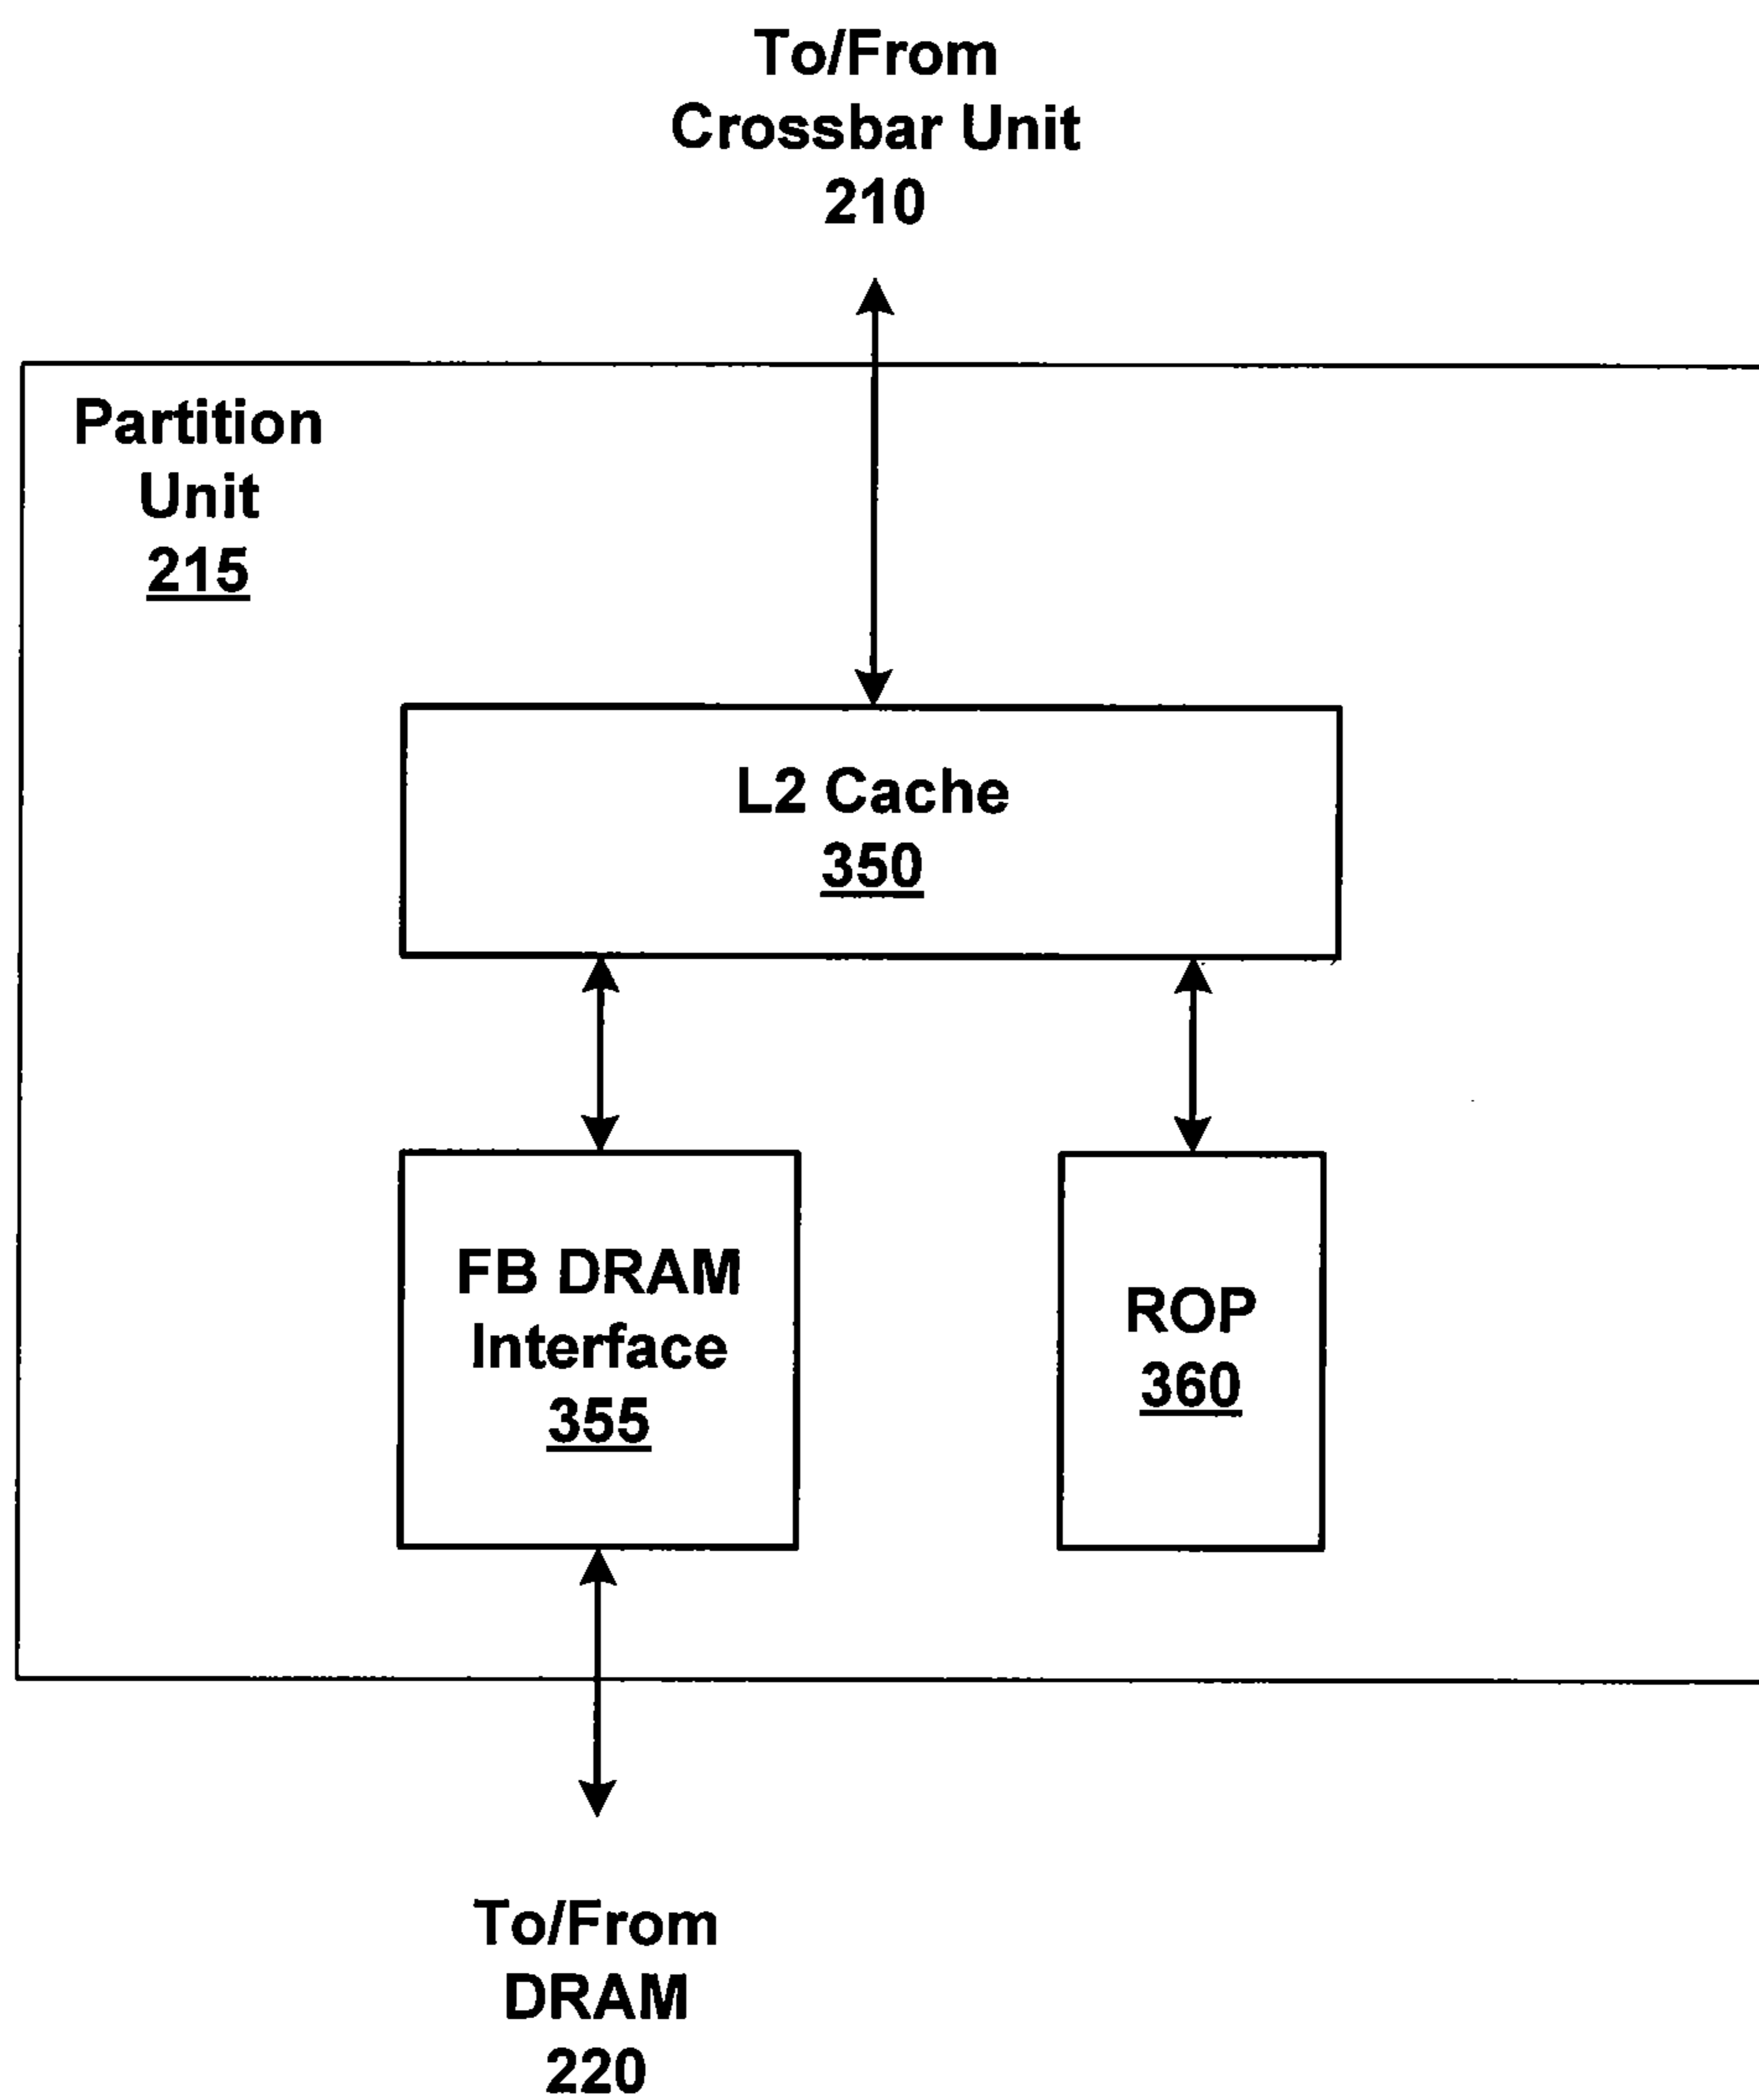 To/From
Crossbar Unit
210
Partition
Unit
215
L2 Cache
350
FB DRAM
Interface
355
ROP
360
To/From
DRAM
220